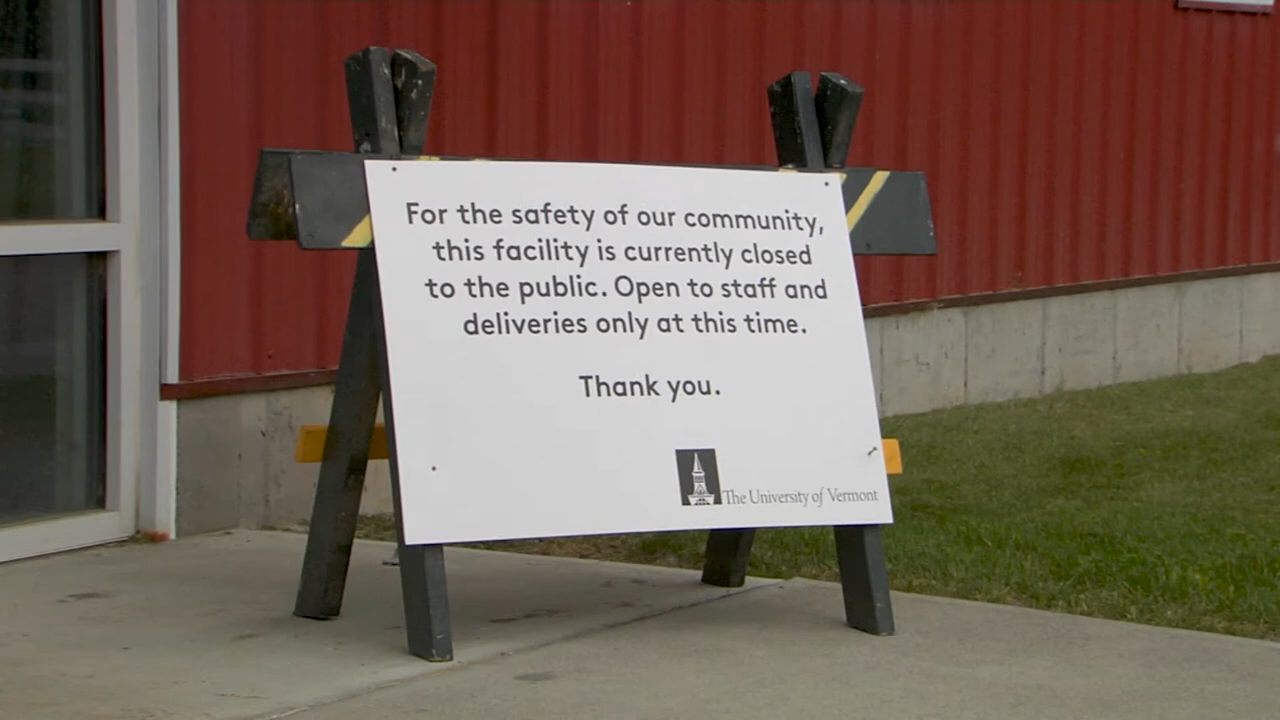 For the safety of our community,
this facility is currently closed
to the public. Open to staff and
deliveries only at this time.
Thank you.
The University of Vermont